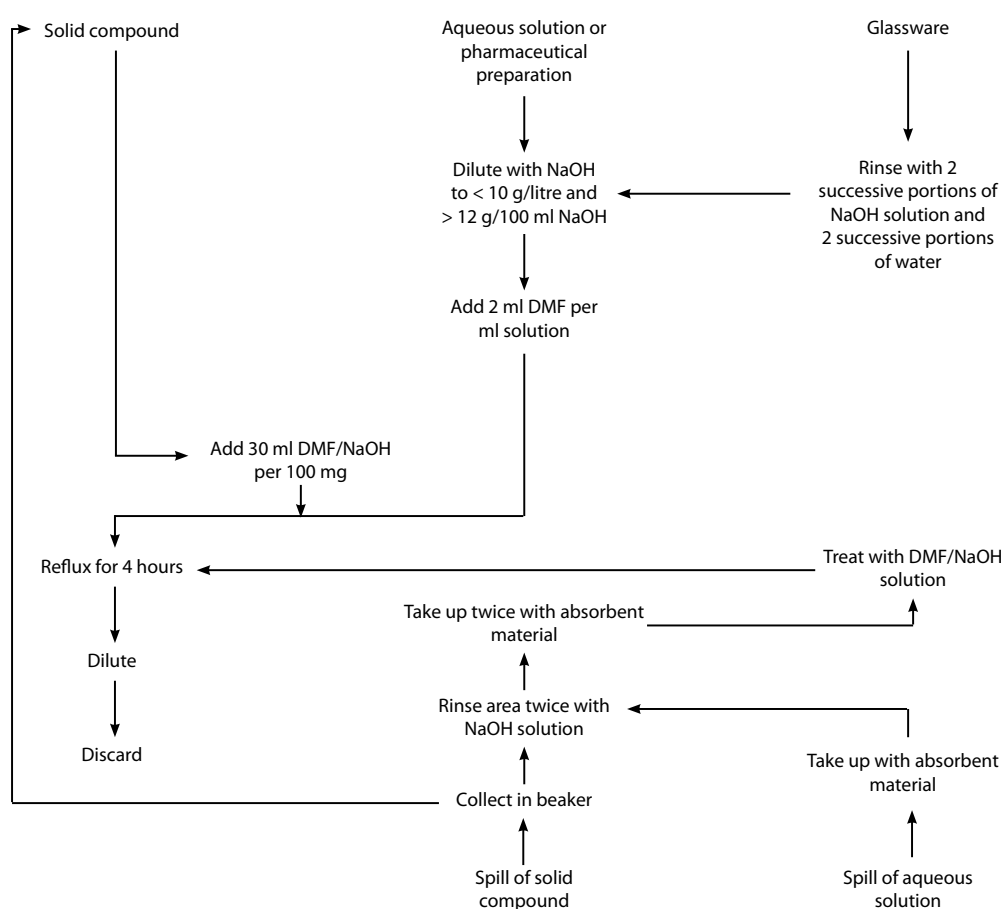 Solid compound
Aqueous solution or
pharmaceutical
preparation
Glassware
Dilute with NaOH
to < 10 g/litre and
> 12 g/100 ml NaOH
Rinse with 2
successive portions of
NaOH solution and
2 successive portions
of water
Add 2 ml DMF per
ml solution
Add 30 ml DMF/NaOH
per 100 mg
Reflux for 4 hours
Treat with DMF/NaOH
solution
Take up twice with absorbent
material
Dilute
Rinse area twice with
NaOH solution
Discard
Take up with absorbent
material
Collect in beaker
Spill of solid
compound
Spill of aqueous
solution